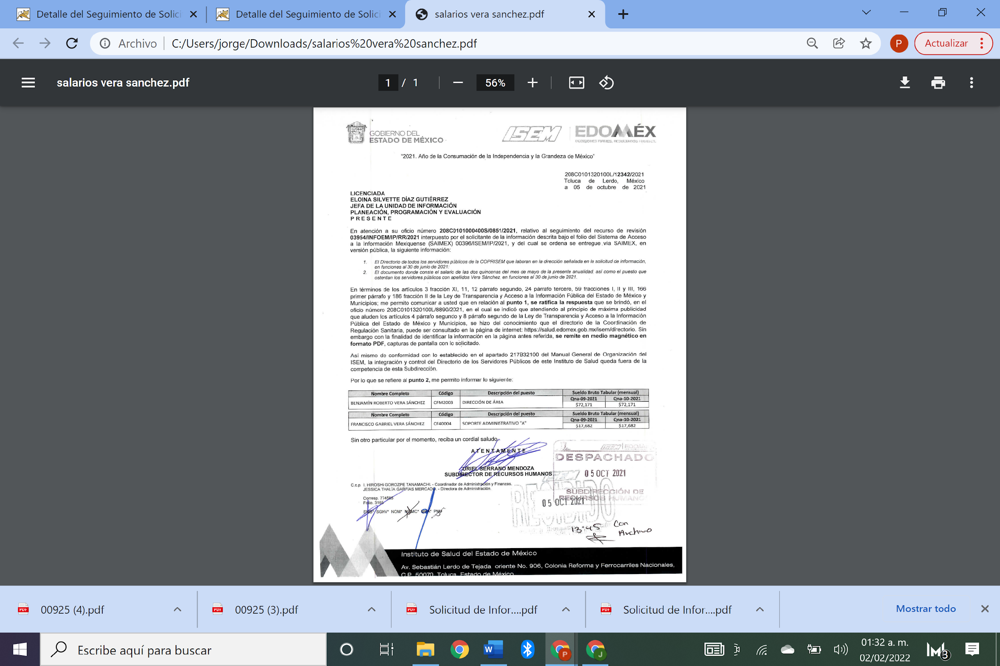 Detalle del Seguimiento de Solici
Detalle del Seguimiento de Solici
salarios vera sanchez.pdf
Archivo
C:/Users/jorge/Downloads/salarios%20vera%20sanchez.pdf
P
Actualizar
salarios vera sanchez.pdf
1 / 1
56%
GOBIERNO DEL
ESTADO DE MÉXICO
ISEM
EDOMÉX
DECISIONES FIRMES, RESULTADOS FUERTES.
"2021. Año de la Consumación de la Independencia y la Grandeza de México"
208C0101320100L/12342/2021
Toluca de Lerdo, México
a 05 de octubre de 2021
LICENCIADA
ELOINA SILVETTE DÍAZ GUTIÉRREZ
JEFA DE LA UNIDAD DE INFORMACIÓN
PLANEACIÓN, PROGRAMACIÓN Y EVALUACIÓN
P R E S E N T E
En atención a su oficio número 208C0101000400S/0851/2021, relativo al seguimiento del recurso de revisión
03954/INFOEM/IP/RR/2021 interpuesto por el solicitante de la información descrita bajo el folio del Sistema de Acceso
a la Información Mexiquense (SAIMEX) 00396/ISEM/IP/2021, y del cual se ordena se entregue vía SAIMEX, en
versión pública, la siguiente información:
1. El Directorio de todos los servidores públicos de la COPRISEM que laboran en la dirección señalada en la solicitud de información,
en funciones al 30 de junio de 2021;
2. El documento donde conste el salario de las dos quincenas del mes de mayo de la presente anualidad, así como el puesto que
ostentan los servidores públicos con apellidos Vera Sánchez, en funciones al 30 de junio de 2021.
En términos de los artículos 3 fracción XI, 11, 12 párrafo segundo, 24 párrafo tercero, 59 fracciones I, II y III, 166
primer párrafo y 186 fracción II de la Ley de Transparencia y Acceso a la Información Pública del Estado de México y
Municipios; me permito comunicar a usted que en relación al punto 1, se ratifica la respuesta que se brindó, en el
oficio número 208C0101320100L/8890/2021, en el cual se indicó que atendiendo al principio de máxima publicidad
que aluden los artículos 4 párrafo segundo y 8 párrafo segundo de la Ley de Transparencia y Acceso a la Información
Pública del Estado de México y Municipios, se hizo del conocimiento que el directorio de la Coordinación de
Regulación Sanitaria, puede ser consultado en la página de internet: https://salud.edomex.gob.mx/isem/directorio. Sin
embargo con la finalidad de identificar la información en la página antes referida, se remite en medio magnético en
formato PDF, capturas de pantalla con lo solicitado.
Así mismo de conformidad con lo establecido en el apartado 217B32100 del Manual General de Organización del
ISEM, la integración y control del Directorio de los Servidores Públicos de este Instituto de Salud queda fuera de la
competencia de esta Subdirección.
Por lo que se refiere al punto 2, me permito informar lo siguiente:
Nombre Completo Código Descripción del puesto Sueldo Bruto Tabular (mensual)
Qna-09-2021 Qna-10-2021
BENJAMÍN ROBERTO VERA SÁNCHEZ CFM2003 DIRECCIÓN DE ÁREA
$72,171 $72,171
Nombre Completo Código Descripción del puesto Sueldo Bruto Tabular (mensual)
Qna-09-2021 Qna-10-2021
FRANCISCO GABRIEL VERA SÁNCHEZ CF40004 SOPORTE ADMINISTRATIVO "A"
$17,682 $17,682
Sin otro particular por el momento, reciba un cordial saludo.
A T E N T A M E N T E
URIEL SERRANO MENDOZA
SUBDIRECTOR DE RECURSOS HUMANOS
ISEM EDOMÉX
DESPACHADO
05 OCT 2021
SUBDIRECCIÓN DE
RECURSOS HUMANOS
C.c.p. I. HIROSHI GOROZPE TANAMACHI. - Coordinador de Administración y Finanzas.
JESSICA THALÍA GARFIAS MERCADO. - Directora de Administración.
Corresp. 774585
Folio. 3165
SGNV* NOM*
RECIBIDO
05 OCT 2021
13:45 Con
Archivo
Instituto de Salud del Estado de México
Av. Sebastián Lerdo de Tejada oriente No. 906, Colonia Reforma y Ferrocarriles Nacionales,
C.P. 50070, Toluca, Estado de México
00925 (4).pdf
00925 (3).pdf
Solicitud de Infor....pdf
Solicitud de Infor....pdf
Mostrar todo
Escribe aquí para buscar
01:32 a. m.
02/02/2022
3